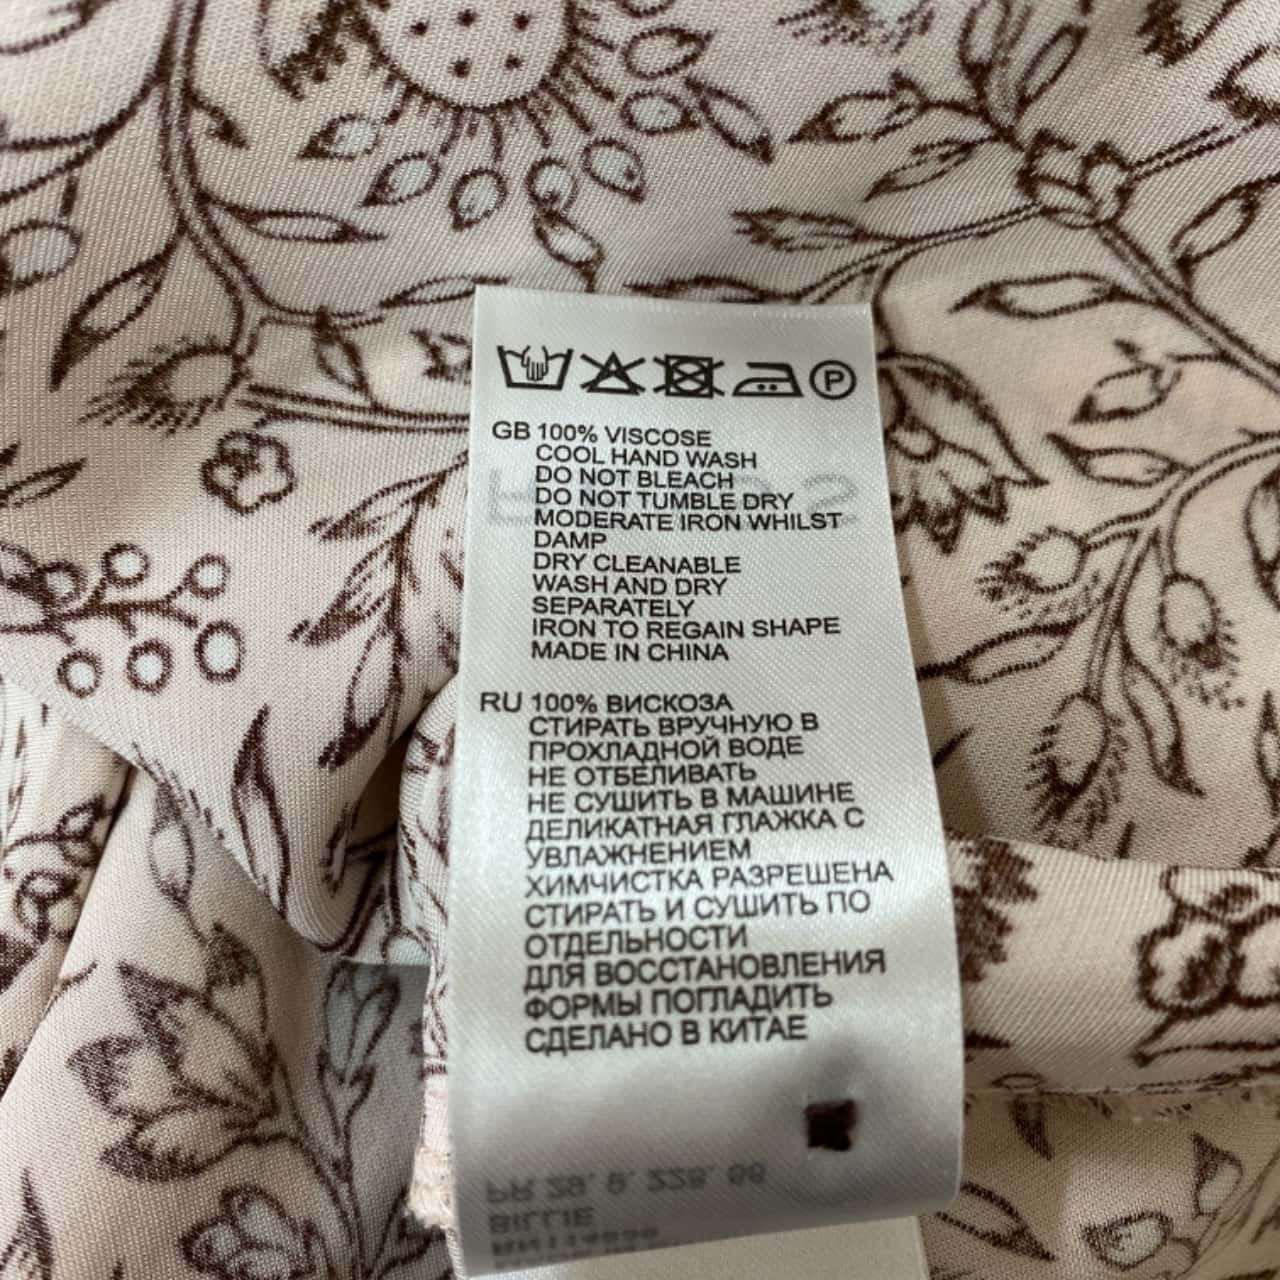 P
GB 100% VISCOSE
COOL HAND WASH
DO NOT BLEACH
DO NOT TUMBLE DRY
MODERATE IRON WHILST
DAMP
DRY CLEANABLE
WASH AND DRY
SEPARATELY
IRON TO REGAIN SHAPE
MADE IN CHINA
RU 100% ВИСКОЗА
СТИРАТЬ ВРУЧНУЮ В
ПРОХЛАДНОЙ ВОДЕ
НЕ ОТБЕЛИВАТЬ
НЕ СУШИТЬ В МАШИНЕ
ДЕЛИКАТНАЯ ГЛАЖКА С
УВЛАЖНЕНИЕМ
ХИМЧИСТКА РАЗРЕШЕНА
СТИРАТЬ И СУШИТЬ ПО
ОТДЕЛЬНОСТИ
ДЛЯ ВОССТАНОВЛЕНИЯ
ФОРМЫ ПОГЛАДИТЬ
СДЕЛАНО В КИТАЕ
BILLIE